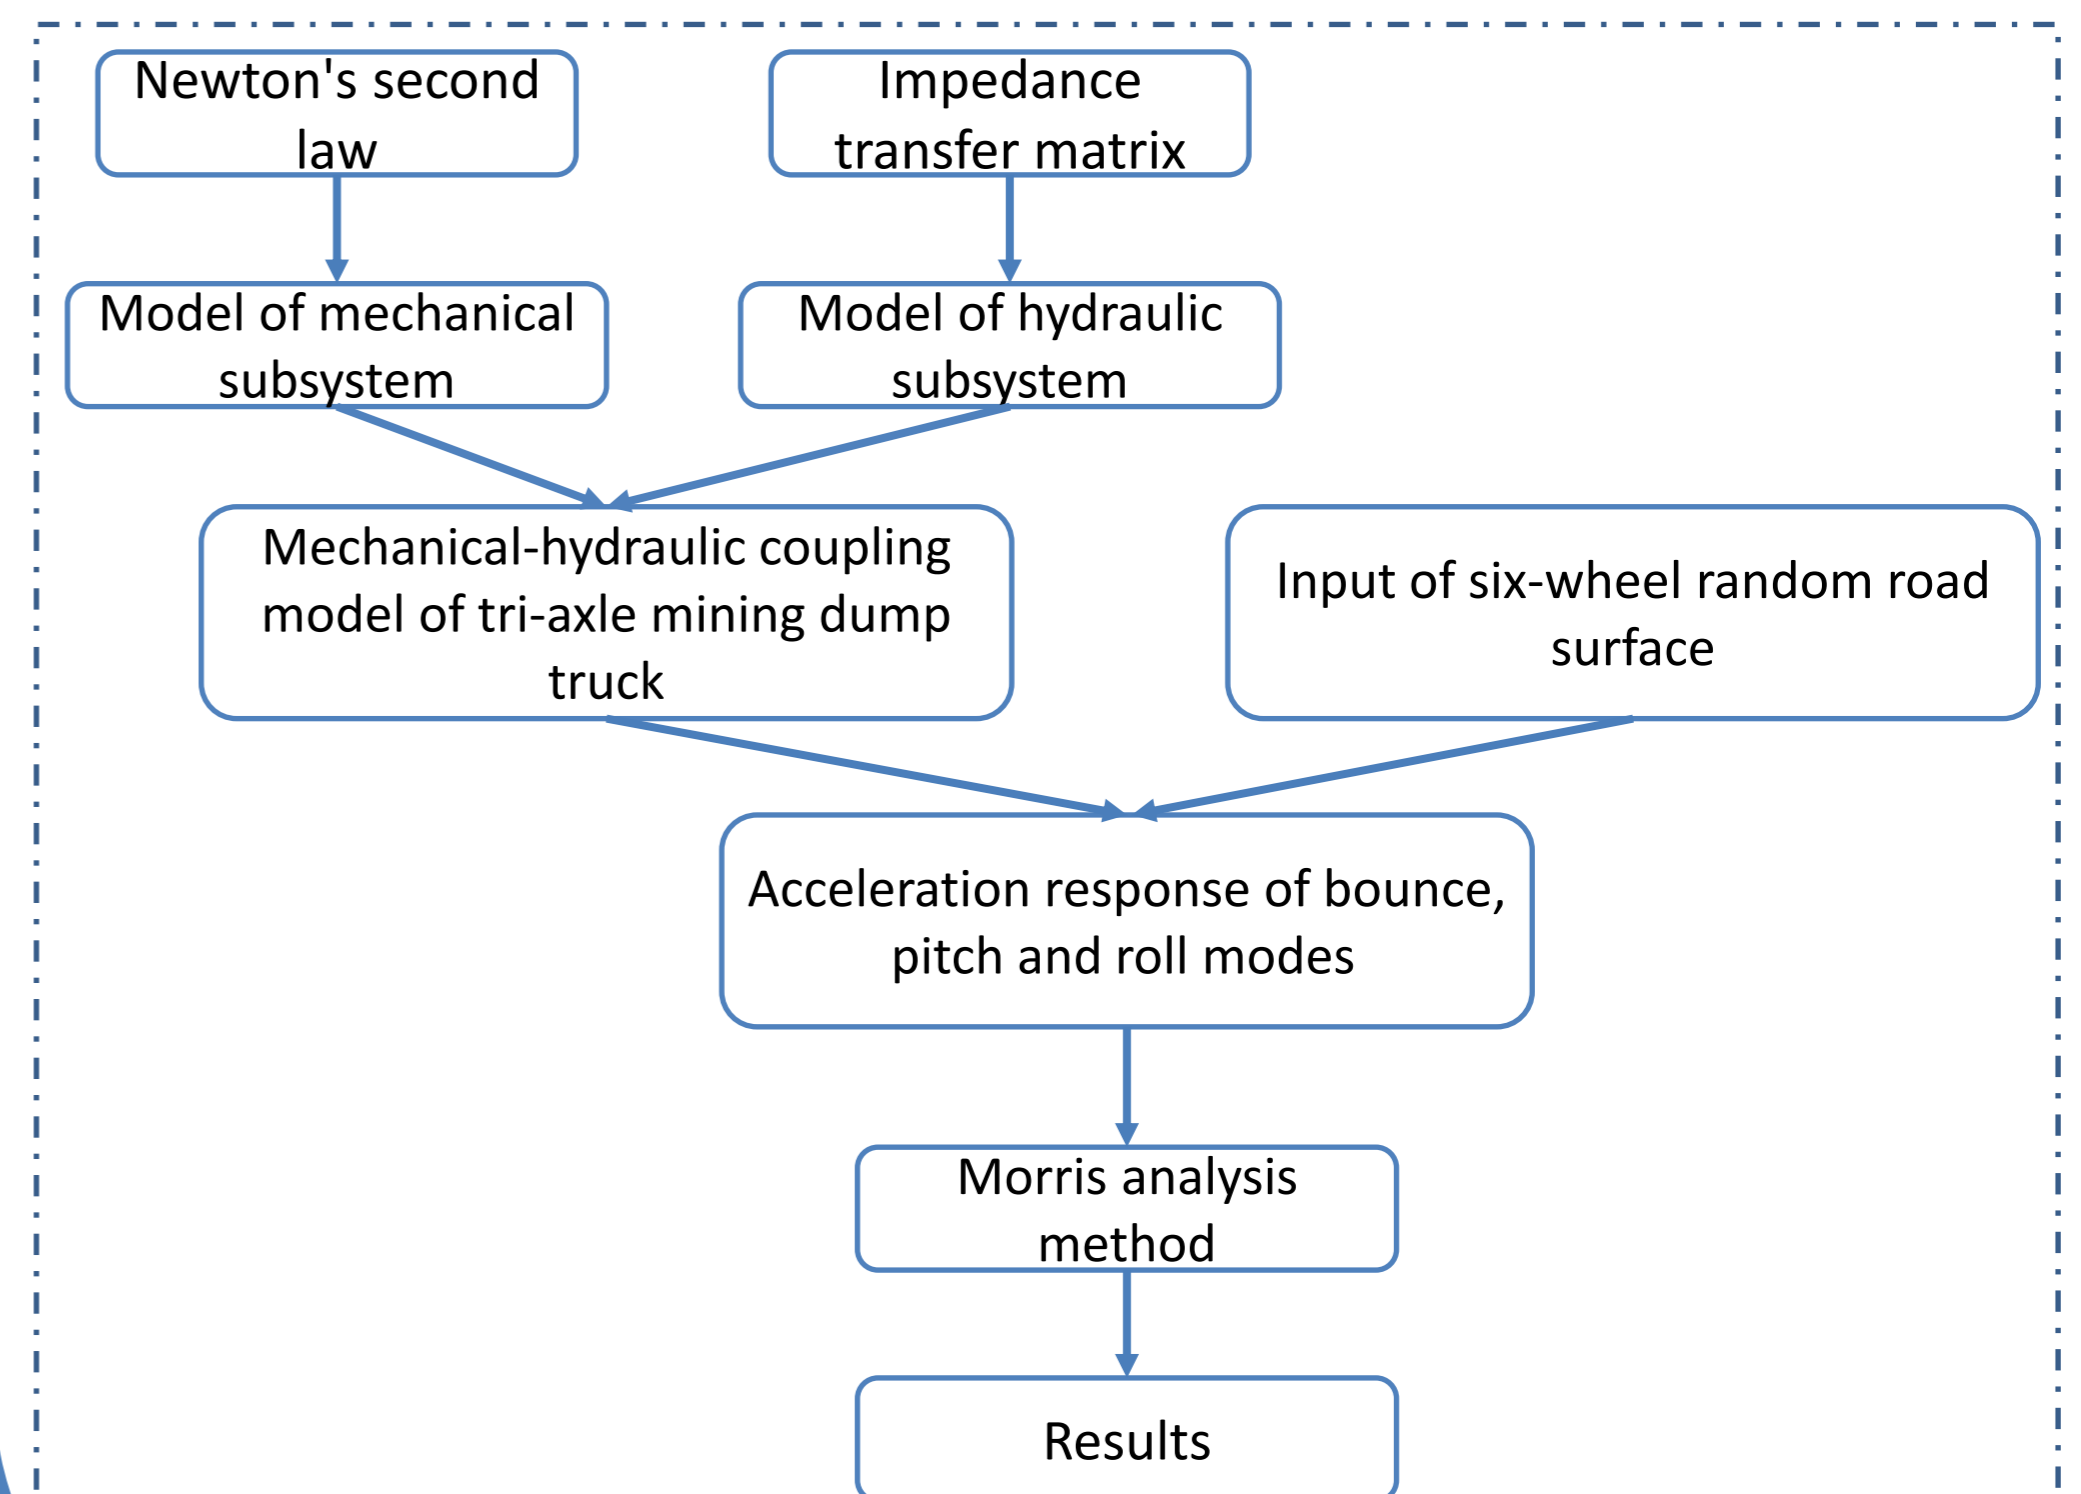 Newton's second
law
Impedance
transfer matrix
Model of mechanical
subsystem
Model of hydraulic
subsystem
Mechanical-hydraulic coupling
model of tri-axle mining dump
truck
Input of six-wheel random road
surface
Acceleration response of bounce,
pitch and roll modes
Morris analysis
method
Results